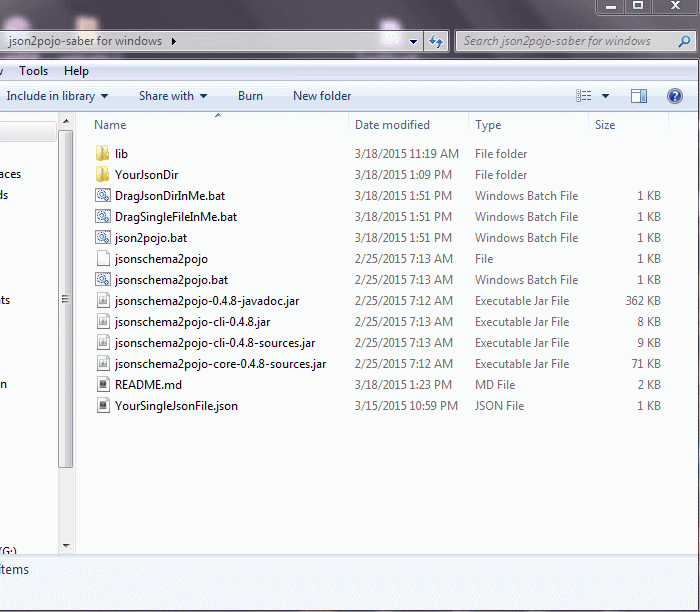 json2pojo-saber for windows
Search json2pojo-saber for windows
Tools Help
Include in library Share with Burn New folder
Name Date modified Type Size
lib 3/18/2015 11:19 AM File folder
YourJsonDir 3/18/2015 1:09 PM File folder
DragJsonDirInMe.bat 3/18/2015 1:51 PM Windows Batch File 1 KB
DragSingleFileInMe.bat 3/18/2015 1:51 PM Windows Batch File 1 KB
json2pojo.bat 3/18/2015 1:51 PM Windows Batch File 1 KB
jsonschema2pojo 2/25/2015 7:13 AM File 1 KB
jsonschema2pojo.bat 2/25/2015 7:13 AM Windows Batch File 1 KB
jsonschema2pojo-0.4.8-javadoc.jar 2/25/2015 7:12 AM Executable Jar File 362 KB
jsonschema2pojo-cli-0.4.8.jar 2/25/2015 7:13 AM Executable Jar File 8 KB
jsonschema2pojo-cli-0.4.8-sources.jar 2/25/2015 7:13 AM Executable Jar File 9 KB
jsonschema2pojo-core-0.4.8-sources.jar 2/25/2015 7:12 AM Executable Jar File 71 KB
README.md 3/18/2015 1:23 PM MD File 2 KB
YourSingleJsonFile.json 3/15/2015 10:59 PM JSON File 1 KB
aces
ds
nts
n
(G:)
items